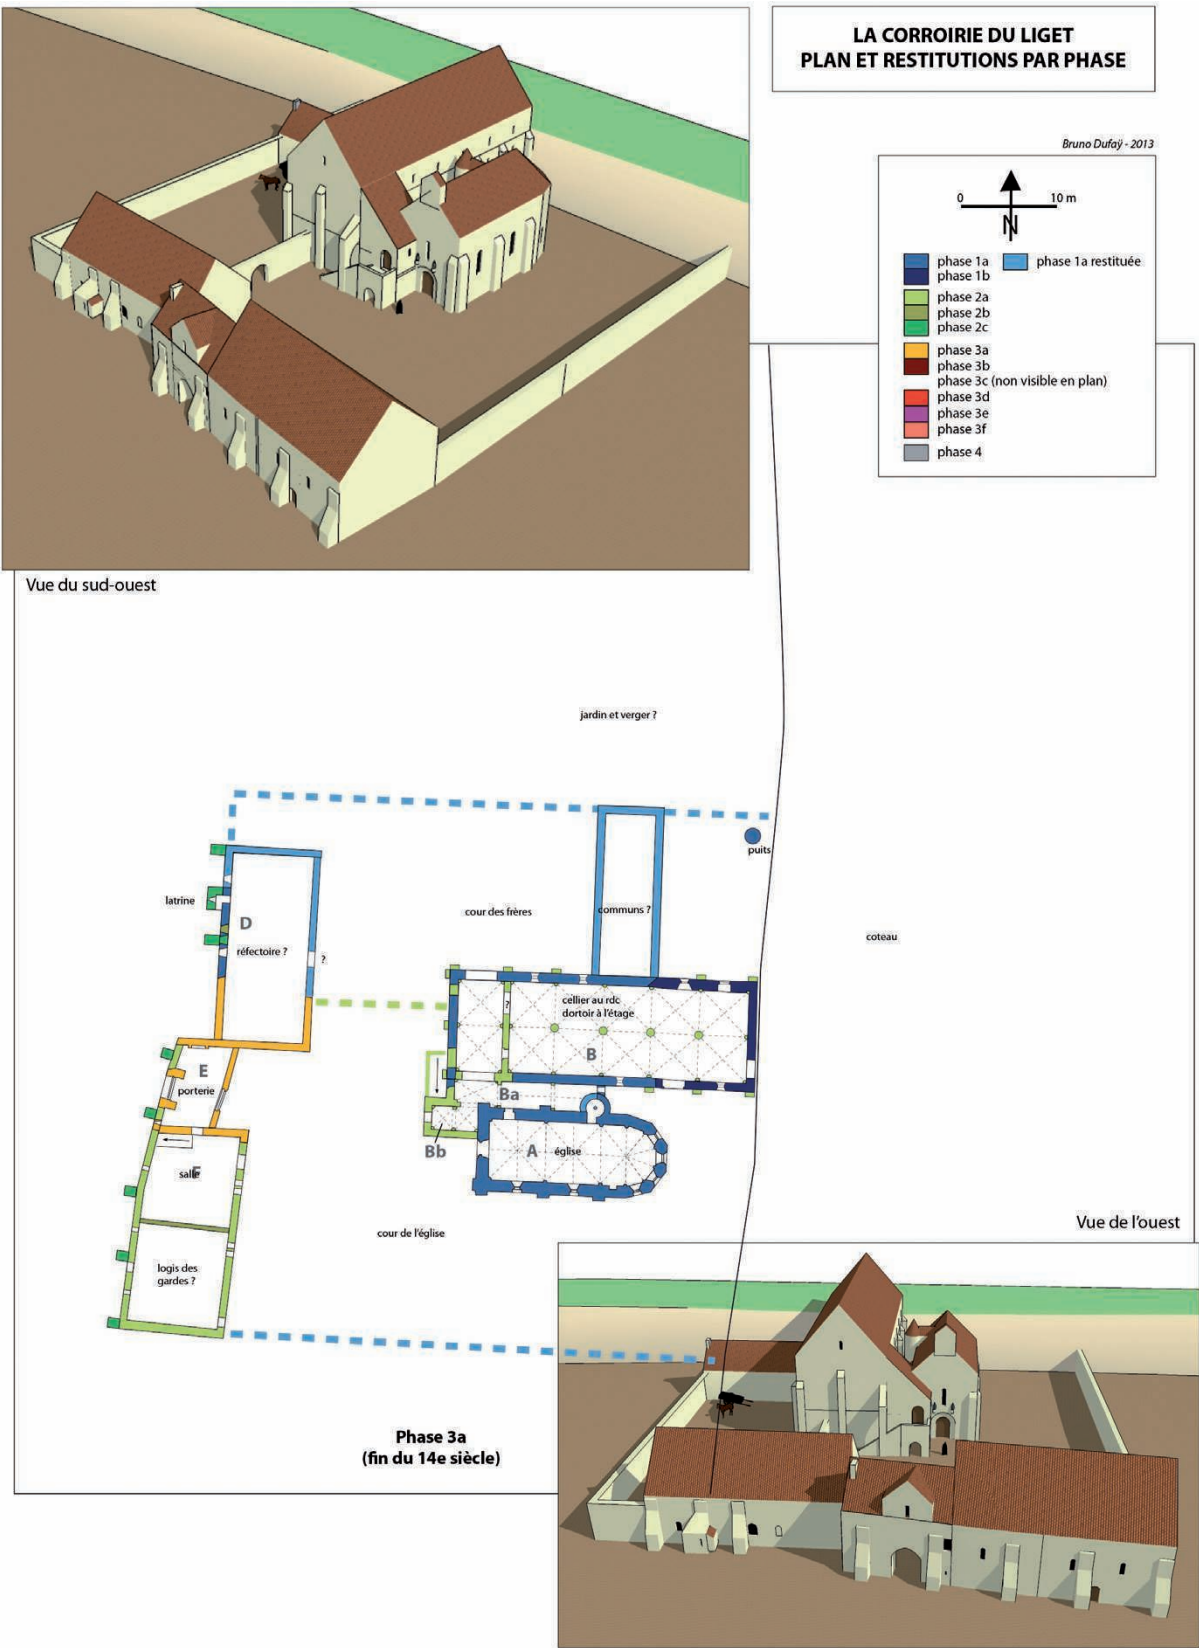 LA CORROIRIE DU LIGET
PLAN ET RESTITUTIONS PAR PHASE
Bruno Dufaÿ - 2013
0 10 m
N
phase 1a phase 1a restituée
phase 1b
phase 2a
phase 2b
phase 2c
phase 3a
phase 3b
phase 3c (non visible en plan)
phase 3d
phase 3e
phase 3f
phase 4
Vue du sud-ouest
jardin et verger ?
puits
latrine
D
cour des frères
communs ?
coteau
réfectoire ?
?
cellier au rdc
dortoir à l'étage
?
B
E
porterie
Ba
Bb
A église
salle
F
cour de l'église
Vue de l'ouest
logis des
gardes ?
Phase 3a
(fin du 14e siècle)